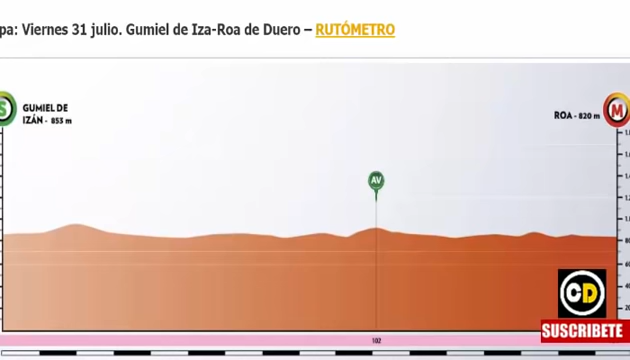 pa: Viernes 31 julio. Gumiel de Iza-Roa de Duero – RUTÓMETRO
S
GUMIEL DE
IZÁN - 853 m
ROA - 820 m
M
AV
CD
SUSCRIBETE
102